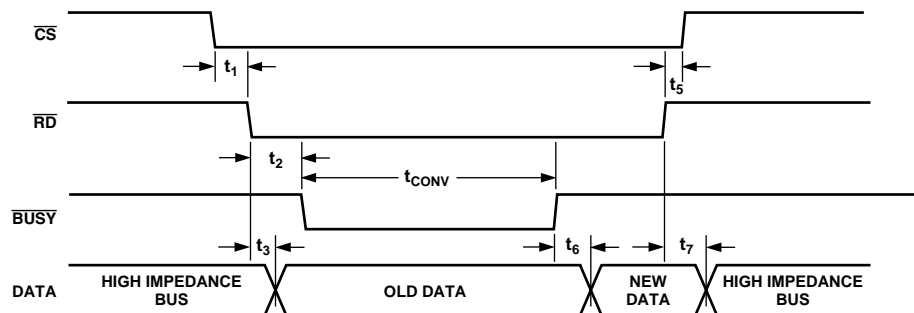 CS
t1
t5
RD
t2
tCONV
BUSY
t3
t6
t7
DATA
HIGH IMPEDANCE
BUS
OLD DATA
NEW
DATA
HIGH IMPEDANCE
BUS